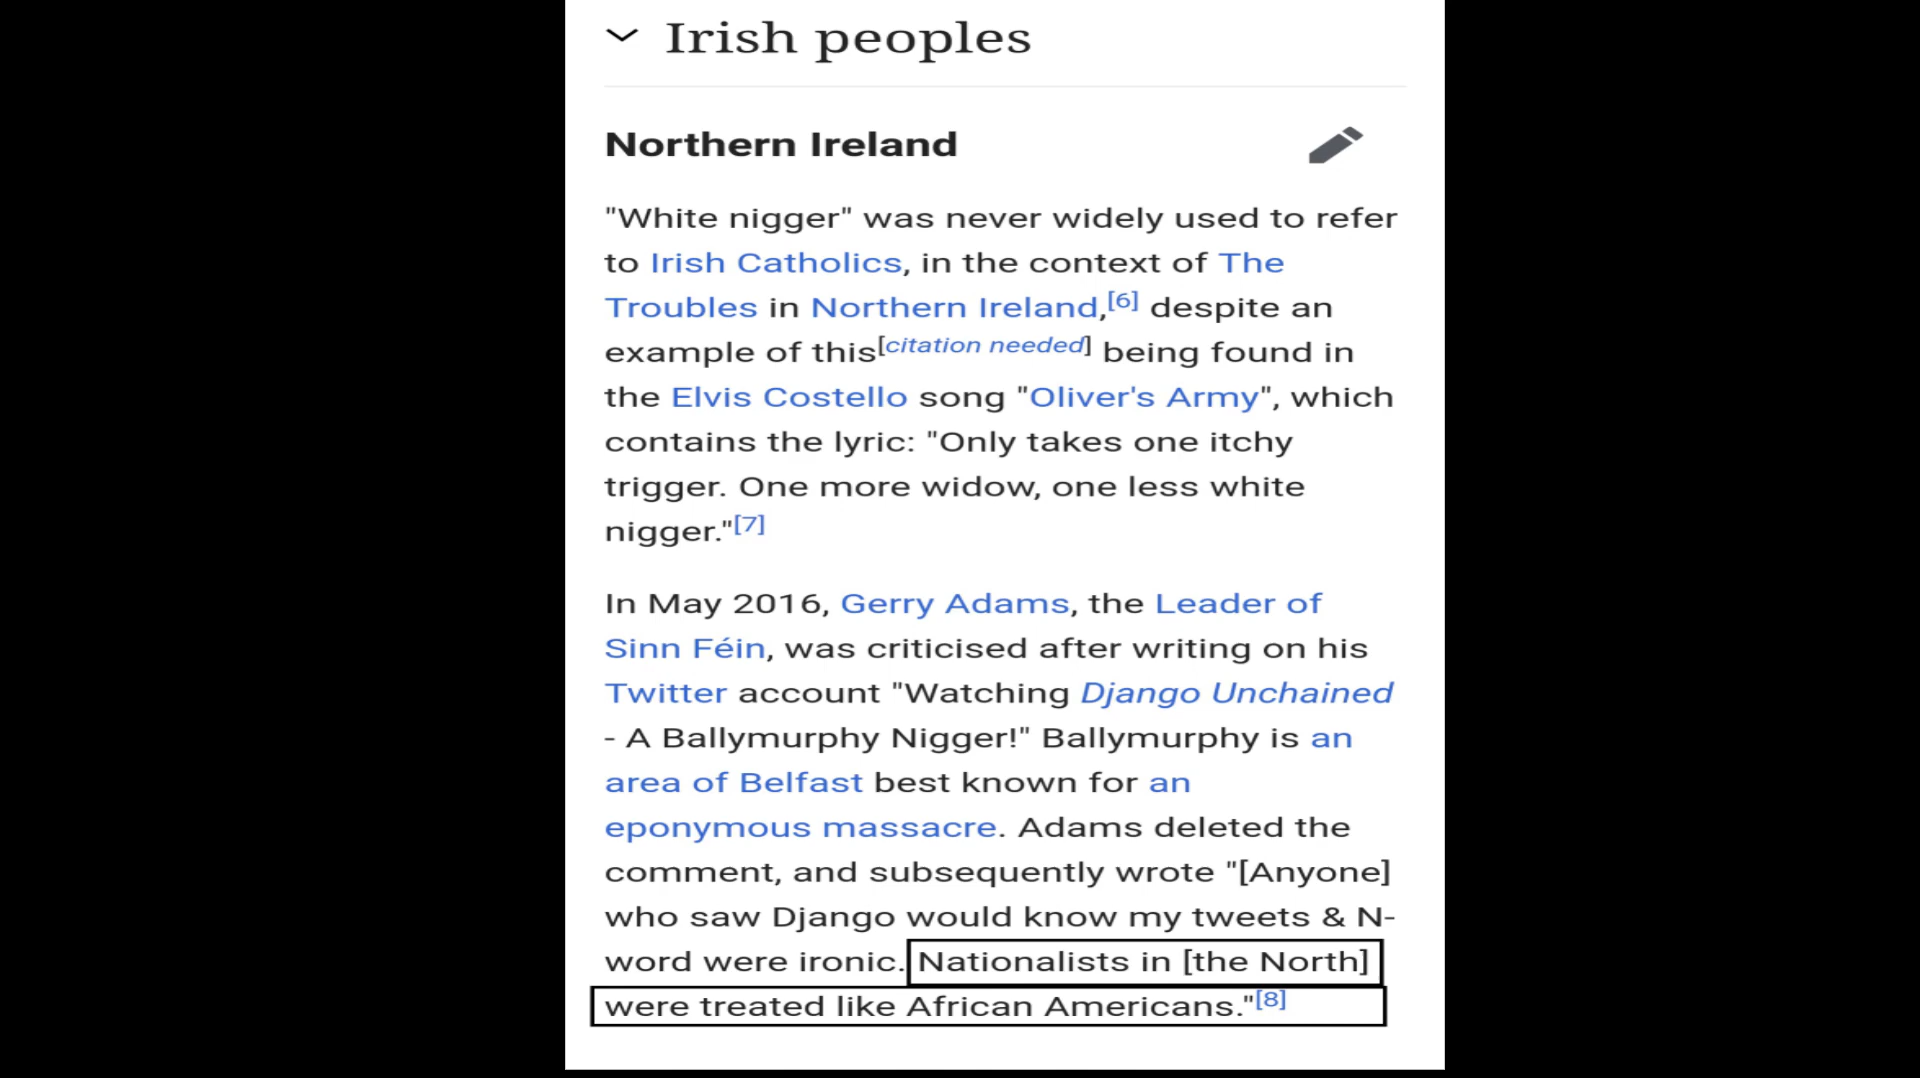 Irish peoples
Northern Ireland
"White nigger" was never widely used to refer
to Irish Catholics, in the context of The
Troubles in Northern Ireland,[6] despite an
example of this[citation needed] being found in
the Elvis Costello song "Oliver's Army", which
contains the lyric: "Only takes one itchy
trigger. One more widow, one less white
nigger."[7]
In May 2016, Gerry Adams, the Leader of
Sinn Féin, was criticised after writing on his
Twitter account "Watching Django Unchained
- A Ballymurphy Nigger!" Ballymurphy is an
area of Belfast best known for an
eponymous massacre. Adams deleted the
comment, and subsequently wrote "[Anyone]
who saw Django would know my tweets & N-
word were ironic. Nationalists in [the North]
were treated like African Americans."[8]